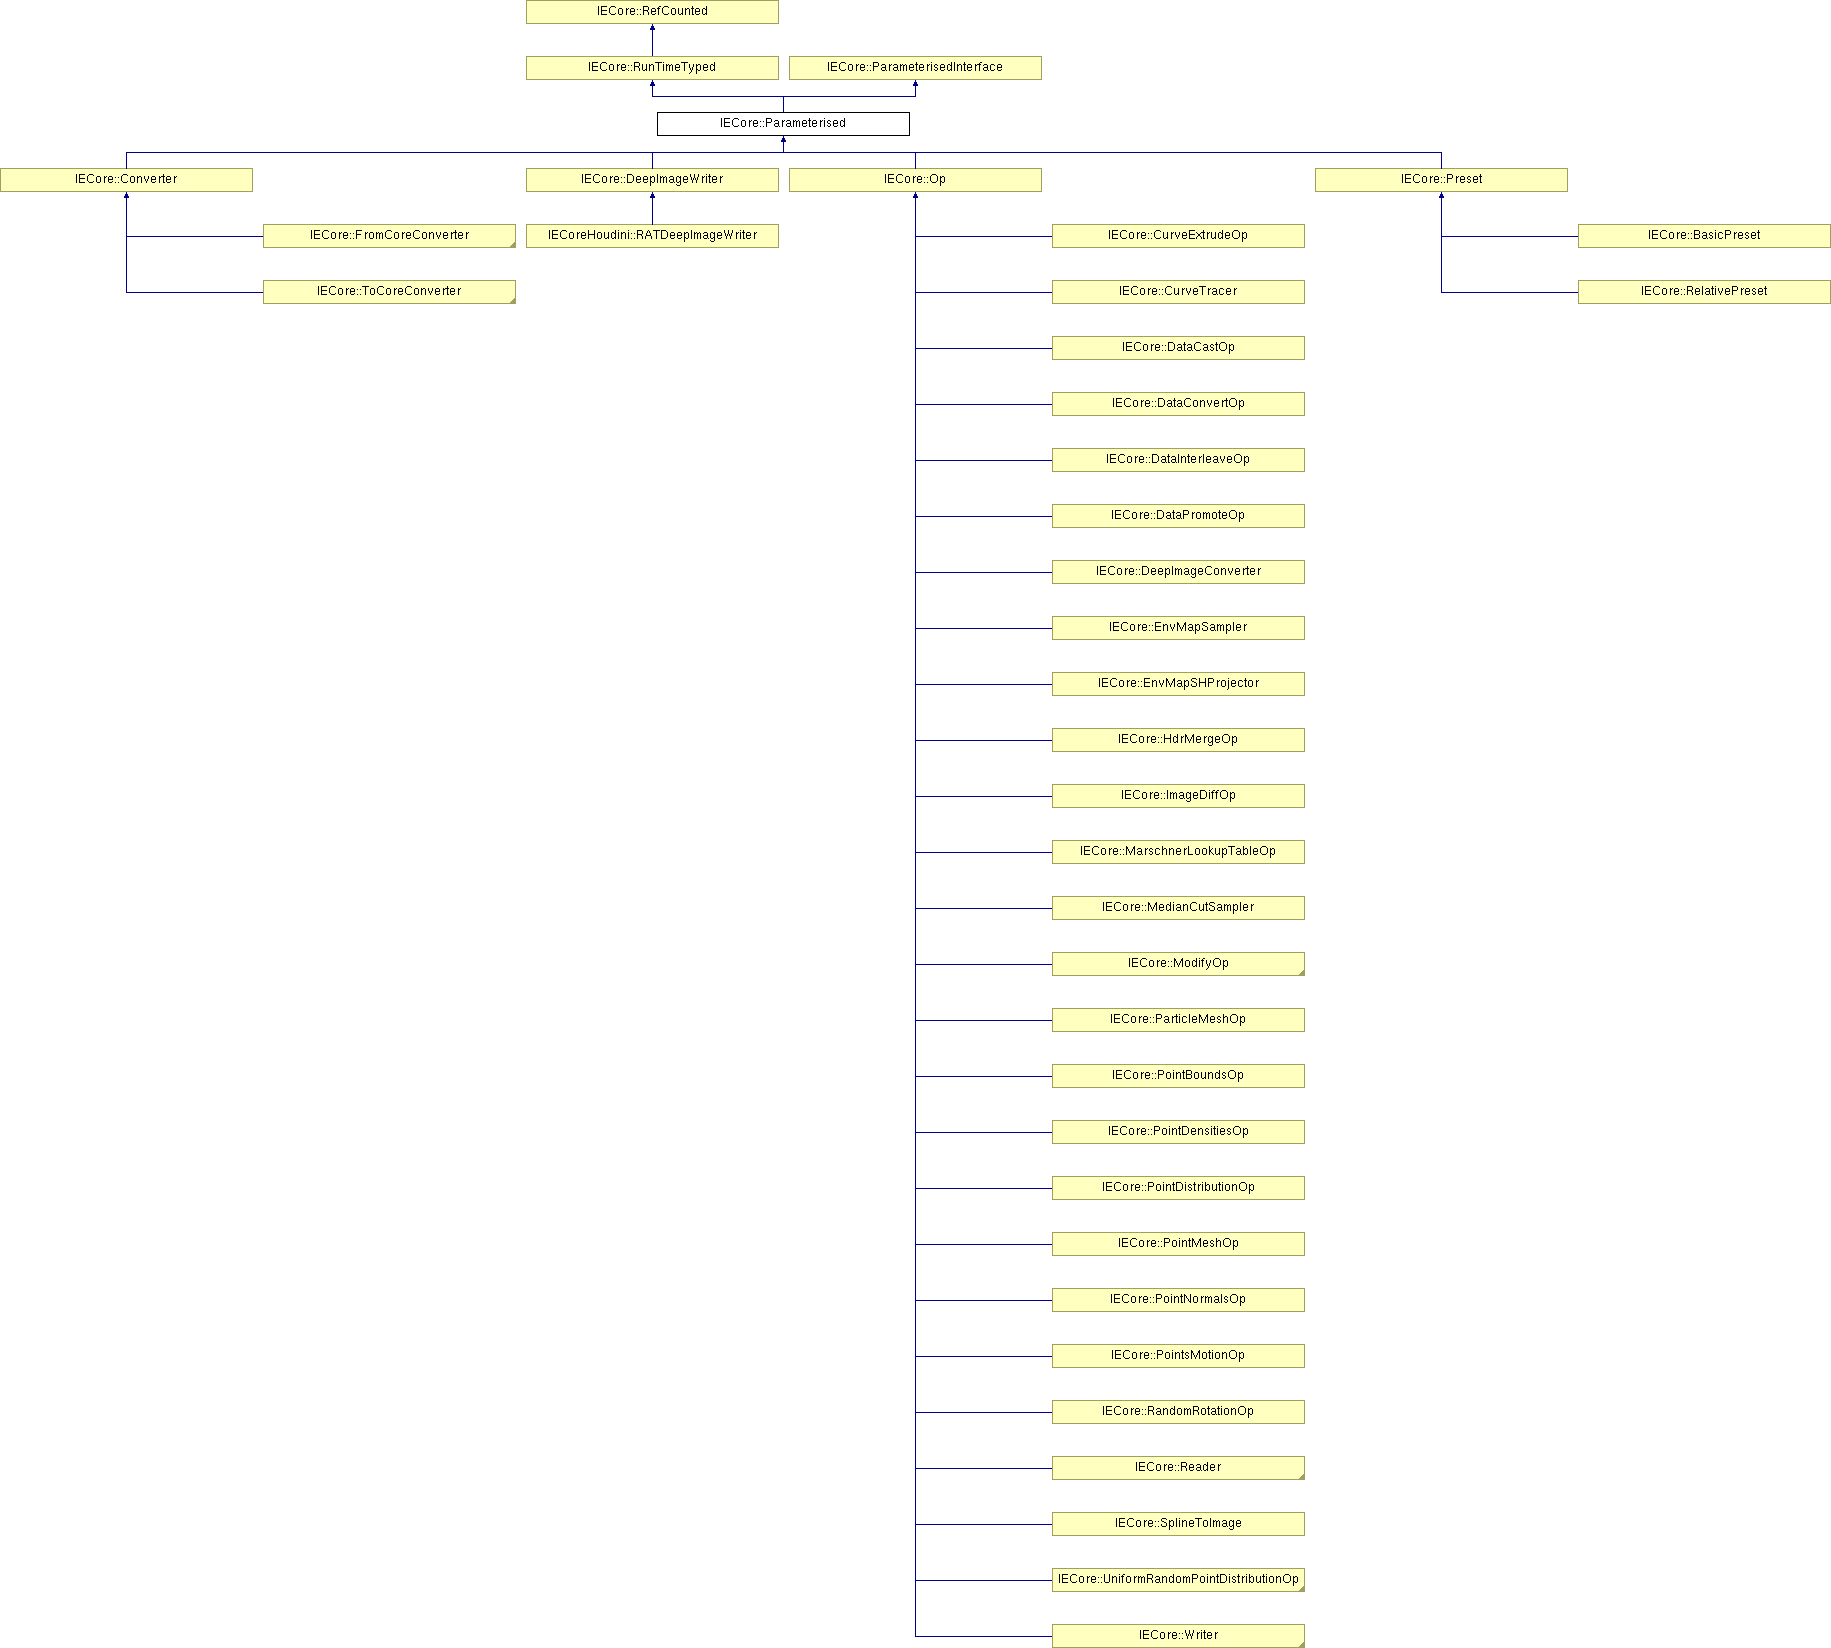 IECore::RefCounted
IECore::RunTimeTyped
IECore::ParameterisedInterface
IECore::Parameterised
IECore::Converter
IECore::DeepImageWriter
IECore::Op
IECore::Preset
IECore::FromCoreConverter
IECoreHoudini::RATDeepImageWriter
IECore::CurveExtrudeOp
IECore::BasicPreset
IECore::ToCoreConverter
IECore::CurveTracer
IECore::RelativePreset
IECore::DataCastOp
IECore::DataConvertOp
IECore::DataInterleaveOp
IECore::DataPromoteOp
IECore::DeepImageConverter
IECore::EnvMapSampler
IECore::EnvMapSHProjector
IECore::HdrMergeOp
IECore::ImageDiffOp
IECore::MarschnerLookupTableOp
IECore::MedianCutSampler
IECore::ModifyOp
IECore::ParticleMeshOp
IECore::PointBoundsOp
IECore::PointDensitiesOp
IECore::PointDistributionOp
IECore::PointMeshOp
IECore::PointNormalsOp
IECore::PointsMotionOp
IECore::RandomRotationOp
IECore::Reader
IECore::SplineToImage
IECore::UniformRandomPointDistributionOp
IECore::Writer